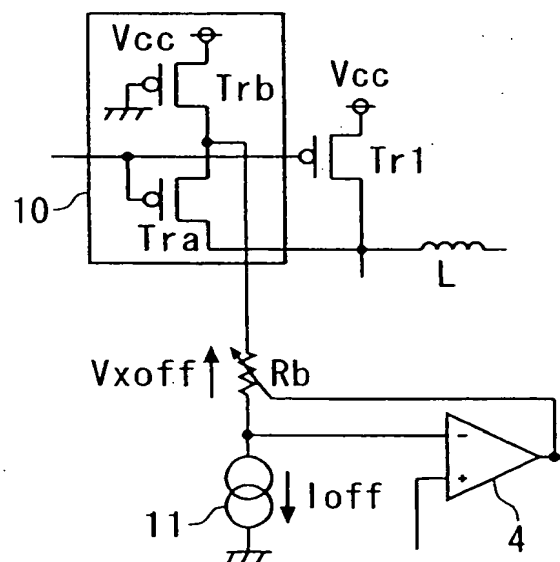 Vcc
Trb
Vcc
Tr1
10
Tra
L
Vxoff
Rb
-
+
11
Ioff
4